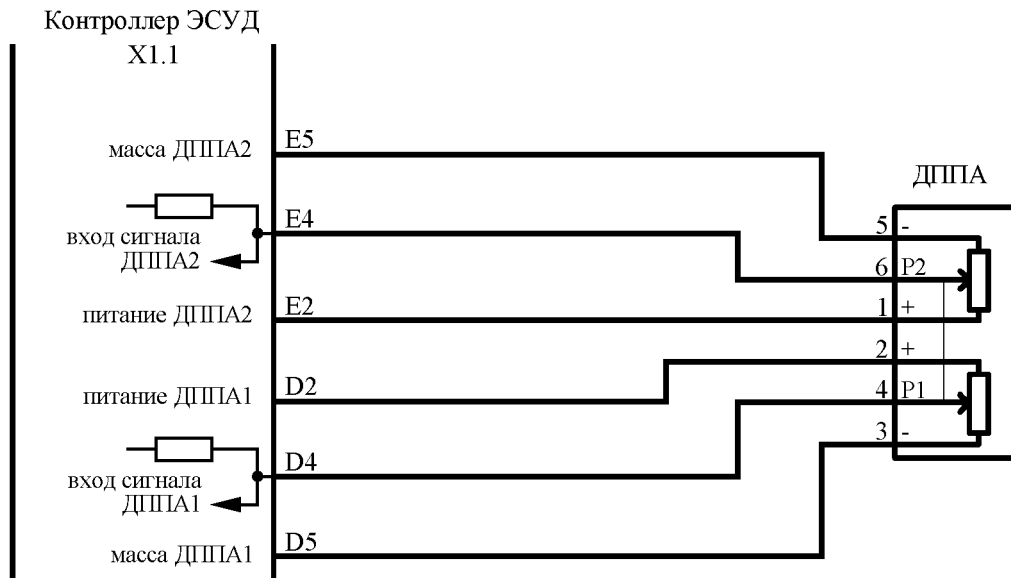 Контроллер ЭСУД
X1.1
масса ДППА2
E5
ДППА
вход сигнала
ДППА2
E4
5 -
6 P2
питание ДППА2
E2
1 +
2 +
питание ДППА1
D2
4 P1
3 -
вход сигнала
ДППА1
D4
масса ДППА1
D5